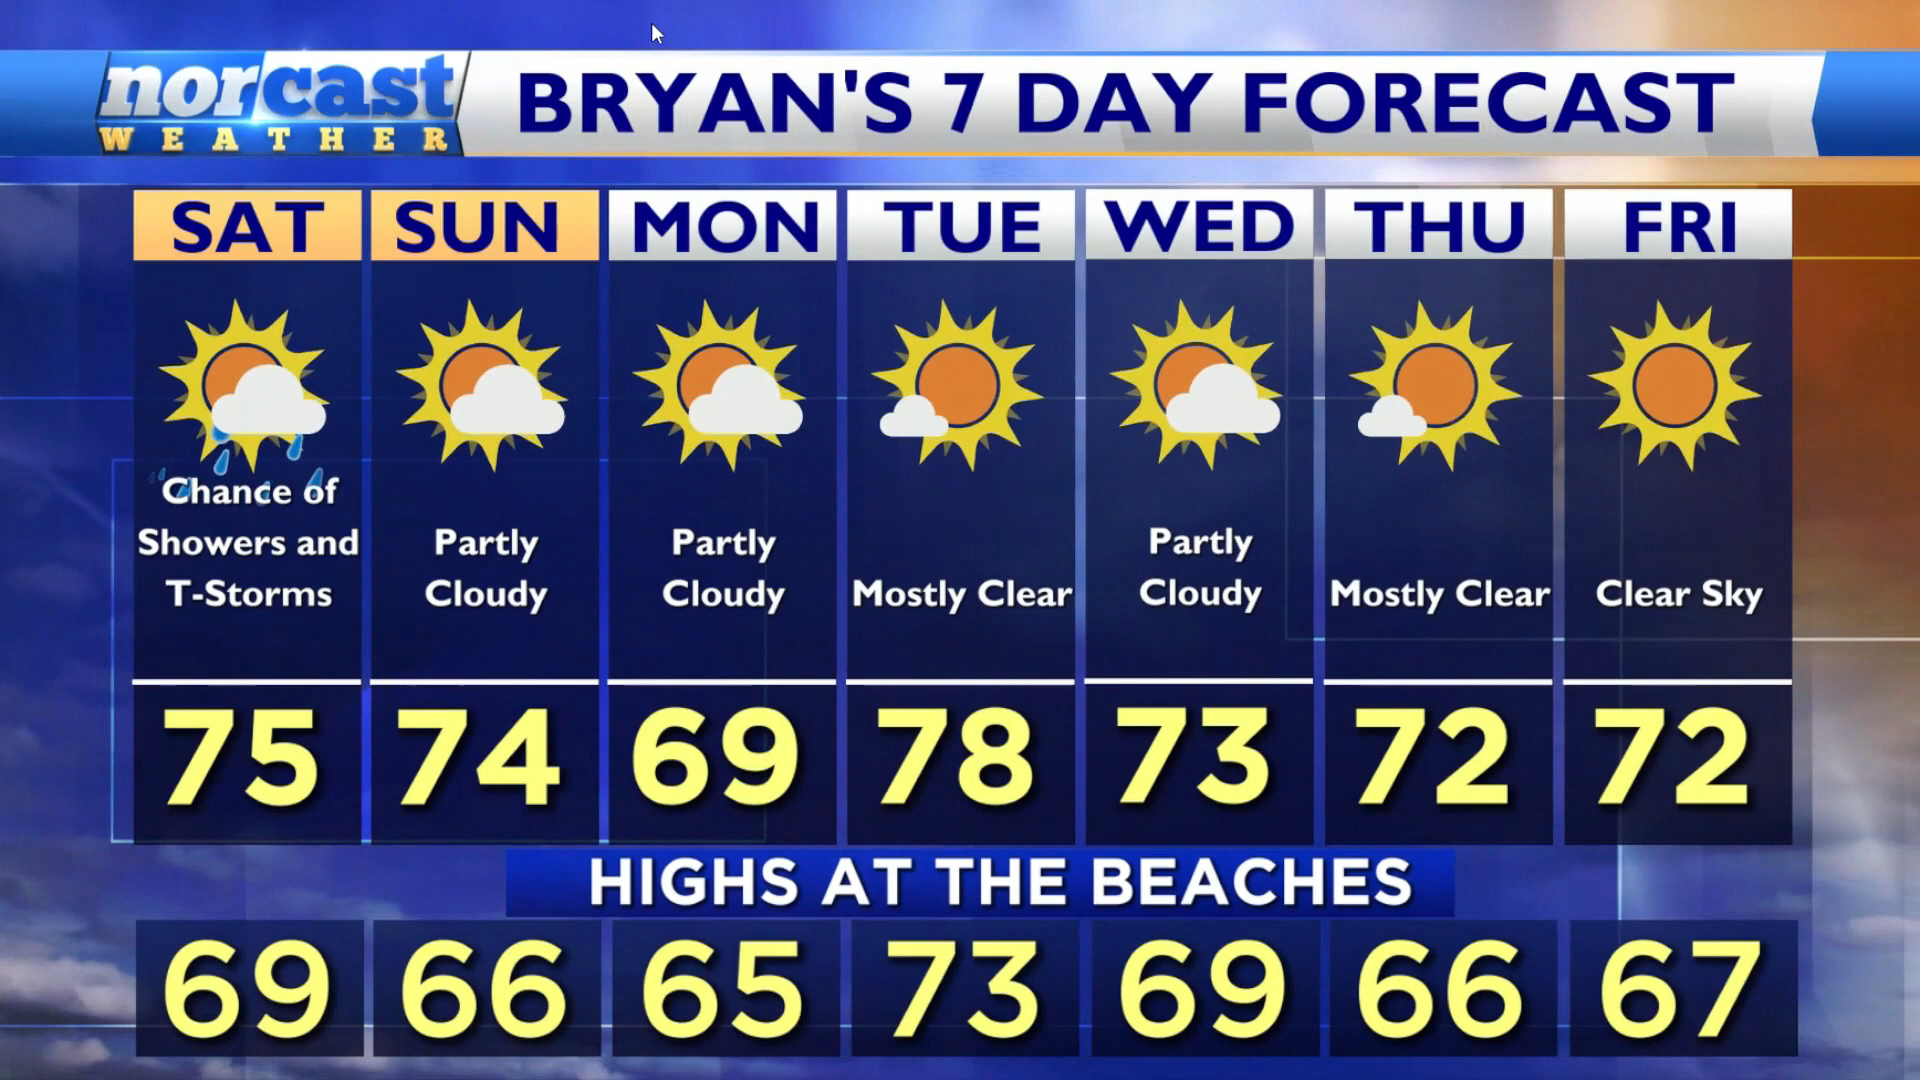 norcast
WEATHER
BRYAN'S 7 DAY FORECAST
SAT SUN MON TUE WED THU FRI
Chance of
Showers and
T-Storms
Partly
Cloudy
Partly
Cloudy
Mostly Clear
Partly
Cloudy
Mostly Clear
Clear Sky
75 74 69 78 73 72 72
HIGHS AT THE BEACHES
69 66 65 73 69 66 67